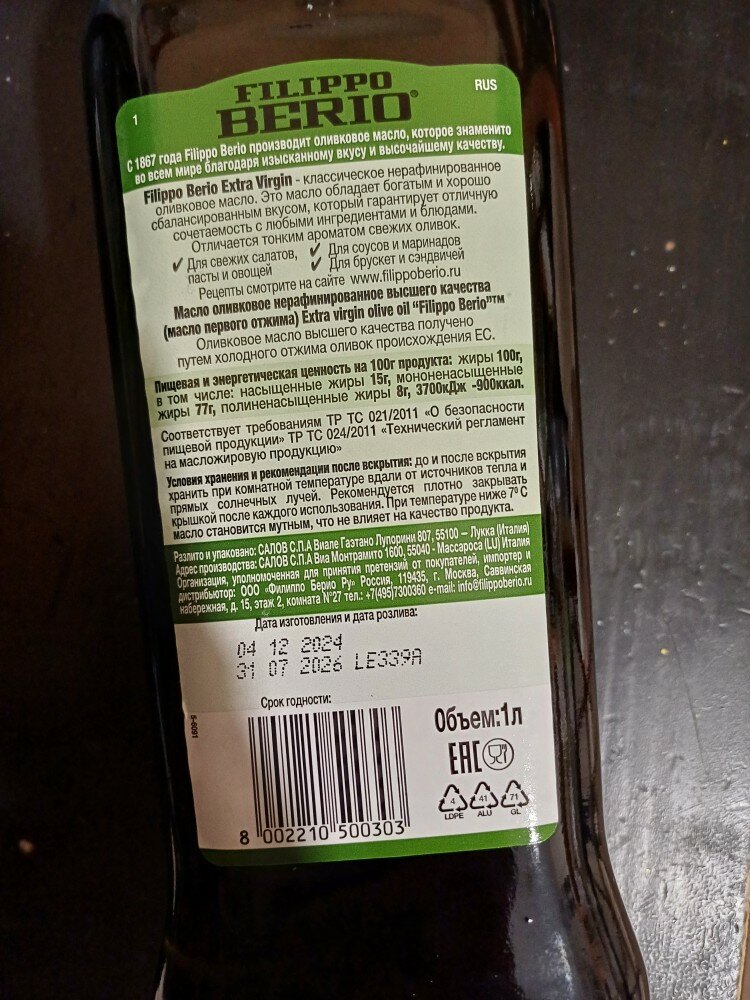 1
FILIPPO
BERIO®
RUS
С 1867 года Filippo Berio производит оливковое масло, которое знаменито
во всем мире благодаря изысканному вкусу и высочайшему качеству.
Filippo Berio Extra Virgin - классическое нерафинированное
оливковое масло. Это масло обладает богатым и хорошо
сбалансированным вкусом, который гарантирует отличную
сочетаемость с любыми ингредиентами и блюдами.
Отличается тонким ароматом свежих оливок.
✓ Для свежих салатов,
пасты и овощей
✓ Для соусов и маринадов
✓ Для брускет и сэндвичей
Рецепты смотрите на сайте www.filippoberio.ru
Масло оливковое нерафинированное высшего качества
(масло первого отжима) Extra virgin olive oil "Filippo Berio"™
Оливковое масло высшего качества получено
путем холодного отжима оливок происхождения ЕС.
Пищевая и энергетическая ценность на 100г продукта: жиры 100г,
в том числе: насыщенные жиры 15г, мононенасыщенные
жиры 77г, полиненасыщенные жиры 8г, 3700кДж -900ккал.
Соответствует требованиям ТР ТС 021/2011 «О безопасности
пищевой продукции» ТР ТС 024/2011 «Технический регламент
на масложировую продукцию»
Условия хранения и рекомендации после вскрытия: до и после вскрытия
хранить при комнатной температуре вдали от источников тепла и
прямых солнечных лучей. Рекомендуется плотно закрывать
крышкой после каждого использования. При температуре ниже 7°С
масло становится мутным, что не влияет на качество продукта.
Разлито и упаковано: САЛОВ С.П.А Виале Гаэтано Лупорини 807, 55100 – Лукка (Италия)
Адрес производства: САЛОВ С.П.А Виа Монтрамито 1600, 55040 - Массароса (LU) Италия
Организация, уполномоченная для принятия претензий от покупателей, импортер и
дистрибьютор: ООО «Филиппо Берио Ру» Россия, 119435, г. Москва, Саввинская
набережная, д. 15, этаж 2, комната N°27 тел.: +7(495)7300360 e-mail: info@filippoberio.ru
Дата изготовления и дата розлива:
04 12 2024
31 07 2026 LE339A
Срок годности:
8 002210 500303
Объем:1л
EAC
4
LDPE
41
ALU
71
GL